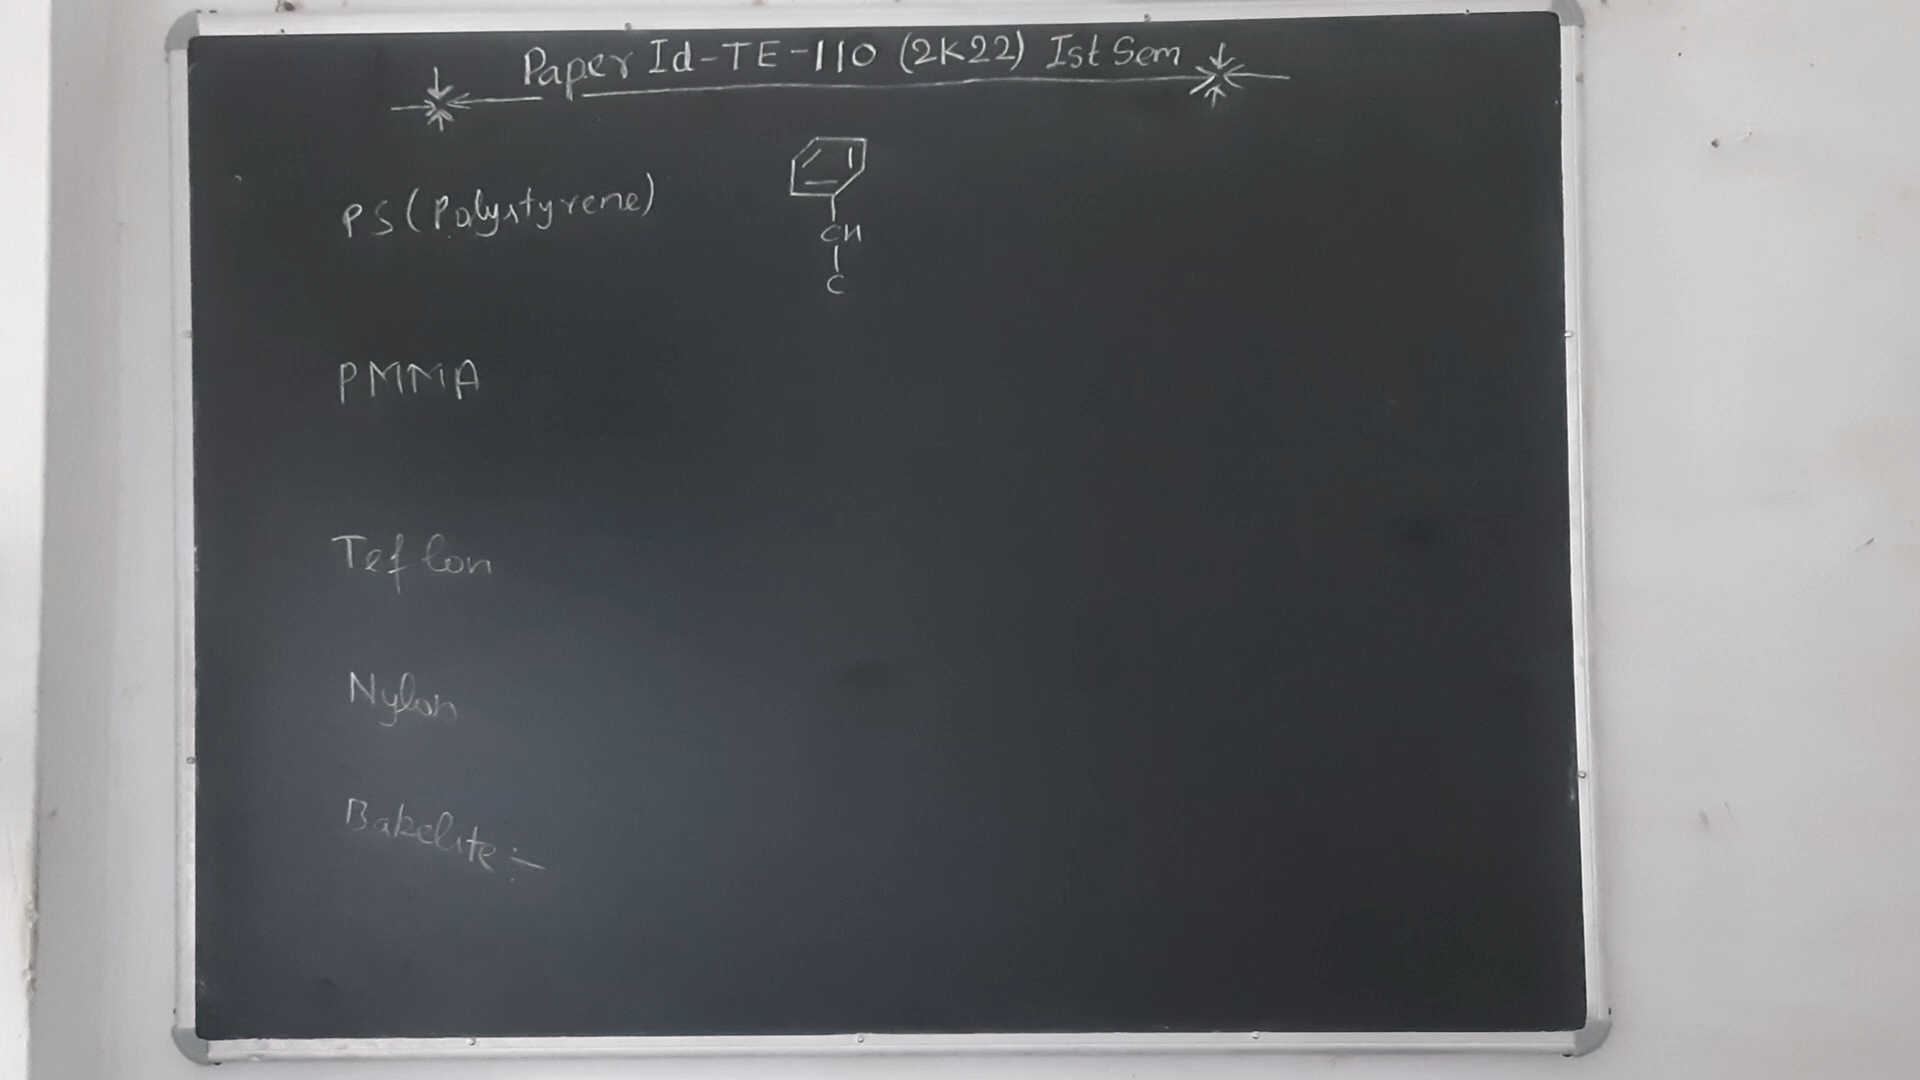 Paper Id-TE-110 (2K22) Ist Sem
PS (Polystyrene)
CH
C
PMMA
Teflon
Nylon
Bakelite :-